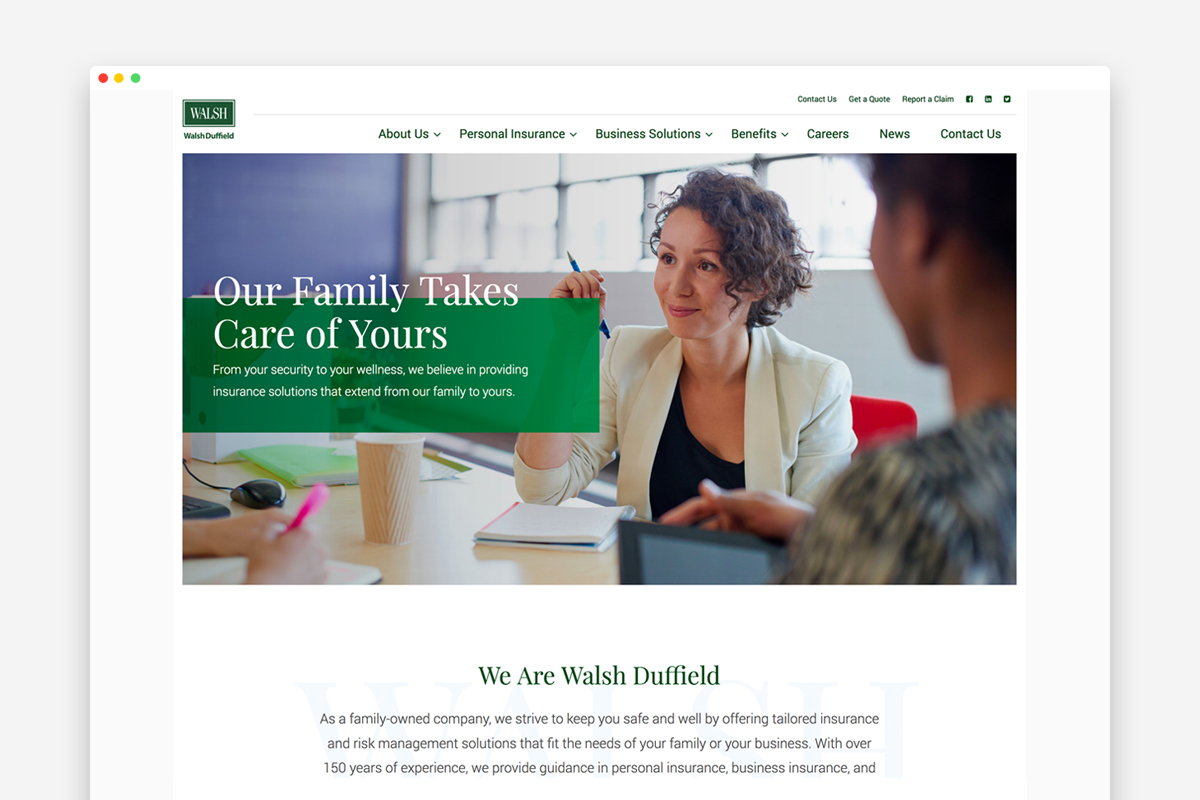 Contact Us Get a Quote Report a Claim
WALSH
Walsh Duffield
About Us Personal Insurance Business Solutions Benefits Careers News Contact Us
Our Family Takes
Care of Yours
From your security to your wellness, we believe in providing
insurance solutions that extend from our family to yours.
We Are Walsh Duffield
WALSH
As a family-owned company, we strive to keep you safe and well by offering tailored insurance
and risk management solutions that fit the needs of your family or your business. With over
150 years of experience, we provide guidance in personal insurance, business insurance, and